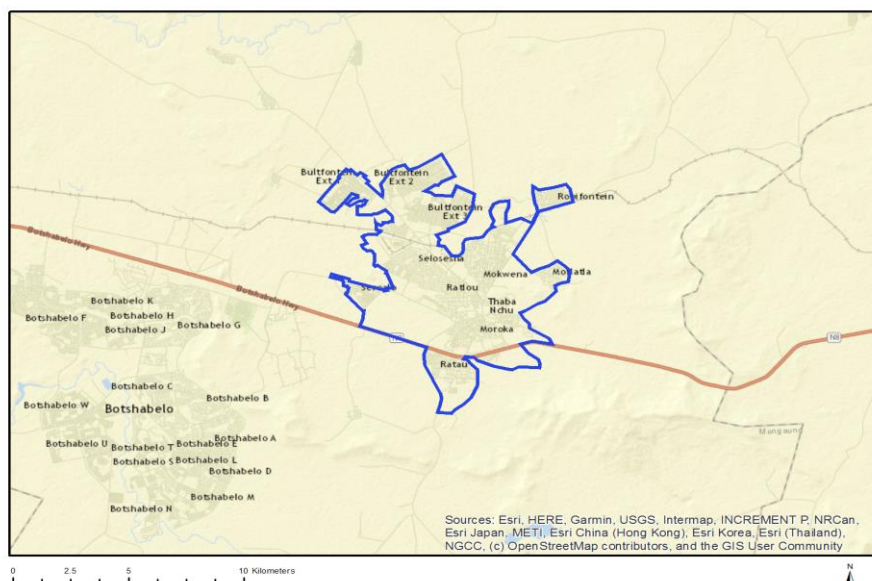 Bultfontein
Ext 1
Bultfontein
Ext 2
Bultfontein
Ext 3
Rooifontein
Selosesha
Mokwena
Ratlou
Thaba
Nchu
Moroka
Ratau
Botshabelo Hwy
Botshabelo Hwy
N8
Botshabelo K
Botshabelo F
Botshabelo H
Botshabelo J
Botshabelo G
Botshabelo C
Botshabelo W
Botshabelo
Botshabelo B
Botshabelo U
Botshabelo T
Botshabelo E
Botshabelo A
Botshabelo S
Botshabelo L
Botshabelo D
Botshabelo M
Botshabelo N
Mangaung
Sources: Esri, HERE, Garmin, USGS, Intermap, INCREMENT P, NRCan,
Esri Japan, METI, Esri China (Hong Kong), Esri Korea, Esri (Thailand),
NGCC, (c) OpenStreetMap contributors, and the GIS User Community
0 2.5 5 10 Kilometers
N